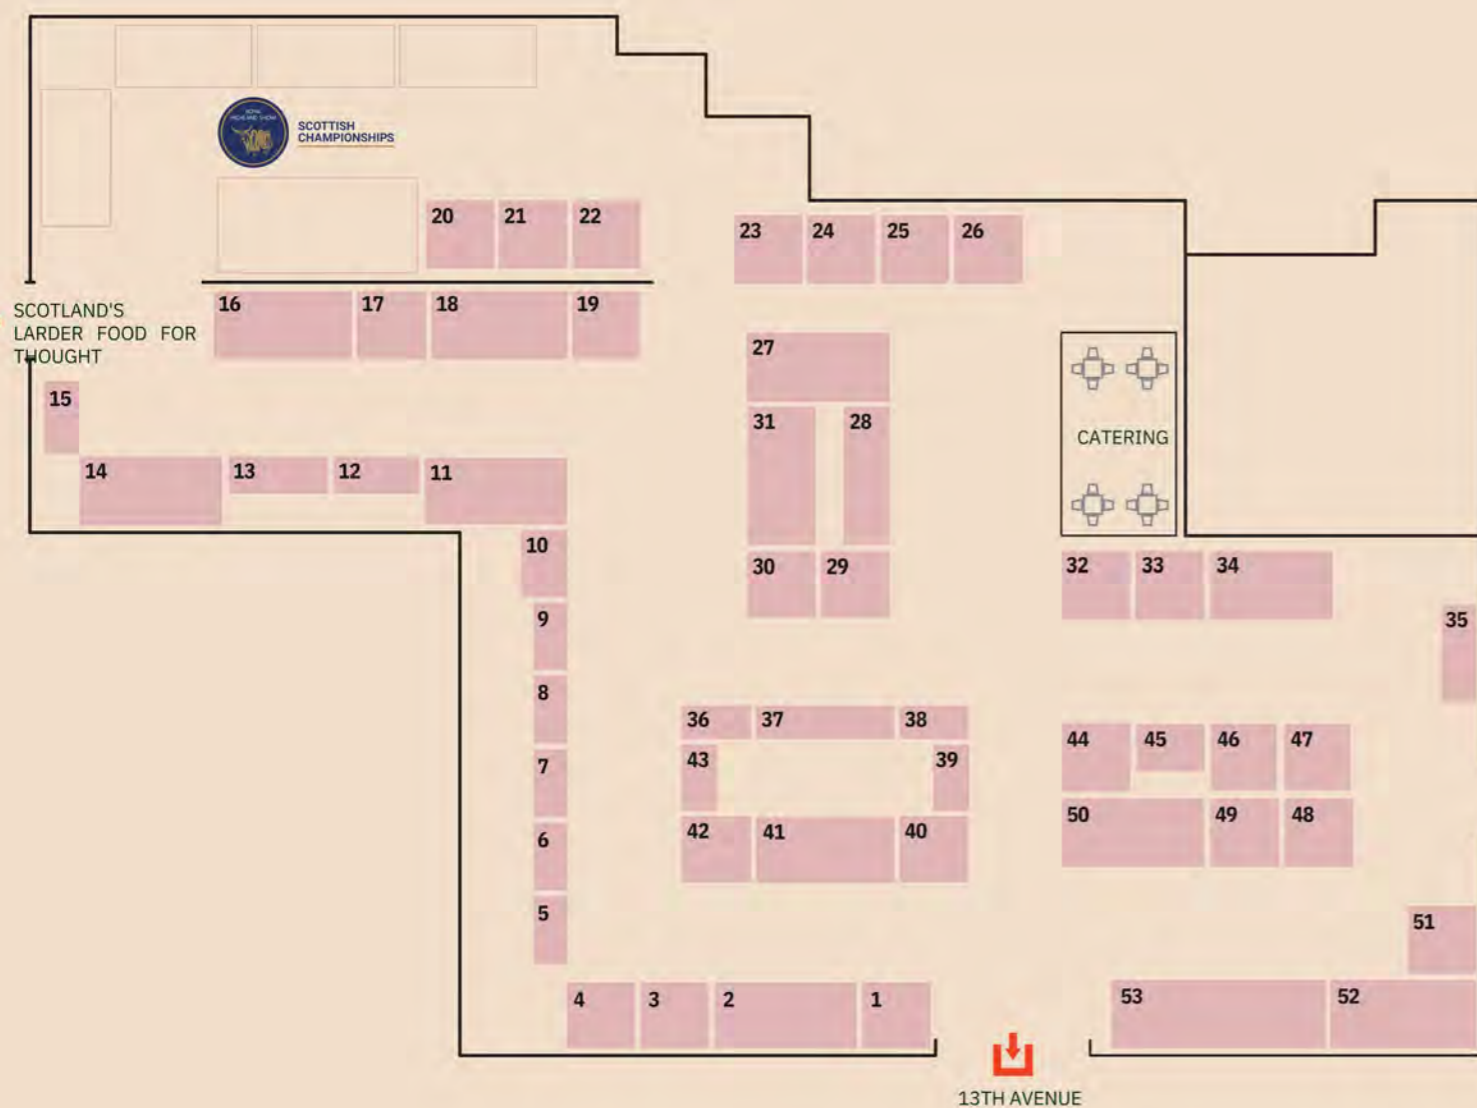 ROYAL
HIGHLAND SHOW
SCOTTISH
CHAMPIONSHIPS
20 21 22
23 24 25 26
SCOTLAND'S
LARDER FOOD FOR
THOUGHT
16 17 18 19
27
15
31 28
CATERING
14 13 12 11
10
30 29
32 33 34
9
35
8
36 37 38
7
43 39
44 45 46 47
6
42 41 40
50 49 48
5
51
4 3 2 1
53 52
13TH AVENUE